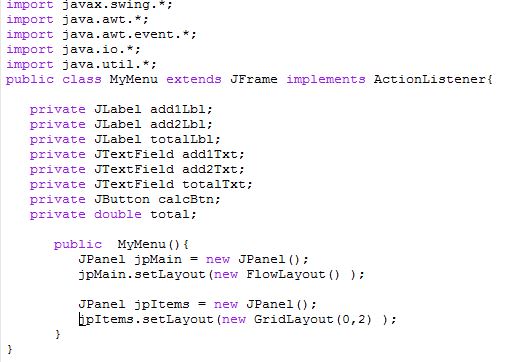 import javax.swing.*;
import java.awt.*;
import java.awt.event.*;
import java.io.*;
import java.util.*;
public class MyMenu extends JFrame implements ActionListener{
private JLabel add1Lbl;
private JLabel add2Lbl;
private JLabel totalLbl;
private JTextField add1Txt;
private JTextField add2Txt;
private JTextField totalTxt;
private JButton calcBtn;
private double total;
public  MyMenu(){
JPanel jpMain = new JPanel();
jpMain.setLayout(new FlowLayout() );
JPanel jpItems = new JPanel();
jpItems.setLayout(new GridLayout(0,2) );
}
}